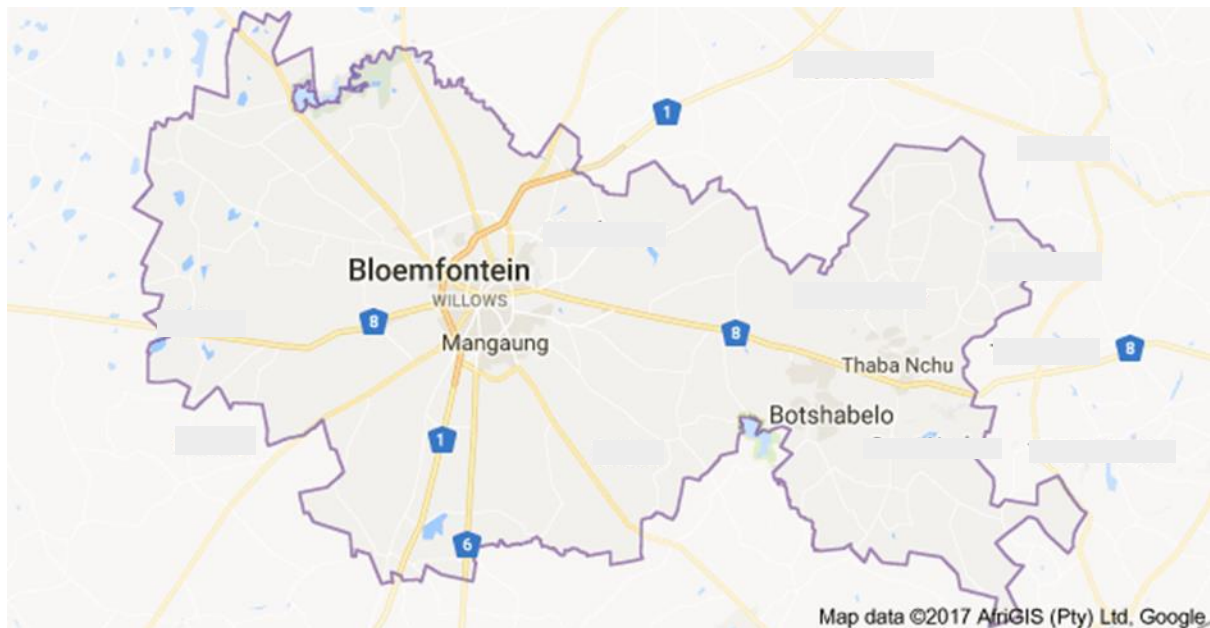 1
Bloemfontein
WILLOWS
8
8
Mangaung
8
Thaba Nchu
Botshabelo
1
6
Map data ©2017 AfriGIS (Pty) Ltd, Google